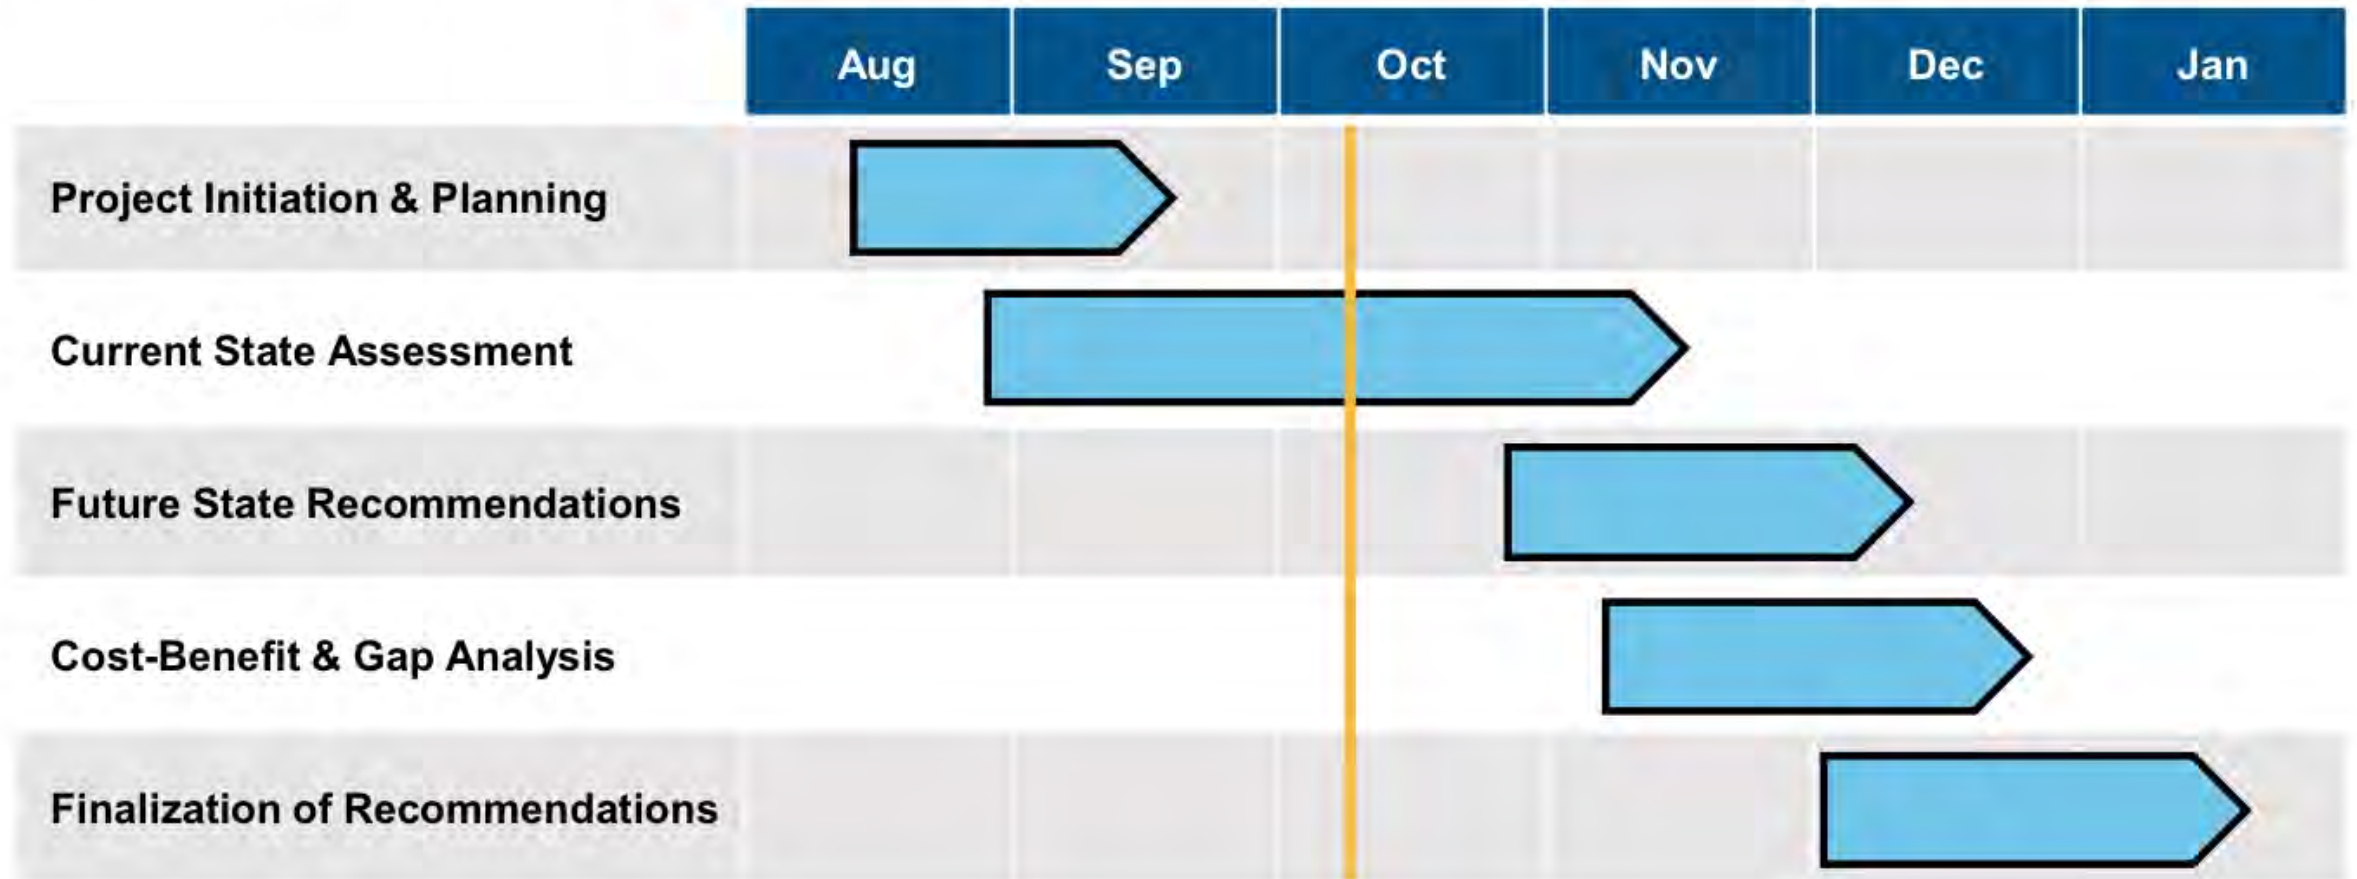 Aug Sep Oct Nov Dec Jan
Project Initiation & Planning
Current State Assessment
Future State Recommendations
Cost-Benefit & Gap Analysis
Finalization of Recommendations